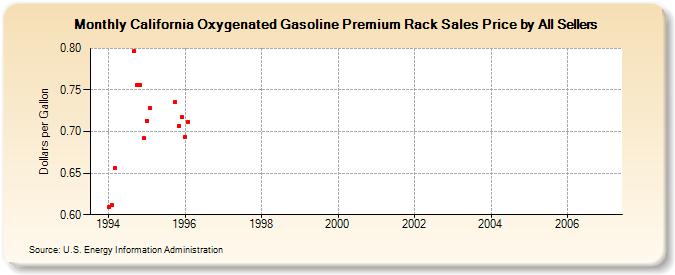 Monthly California Oxygenated Gasoline Premium Rack Sales Price by All Sellers
Dollars per Gallon
0.80
0.75
0.70
0.65
0.60
1994 1996 1998 2000 2002 2004 2006
Source: U.S. Energy Information Administration